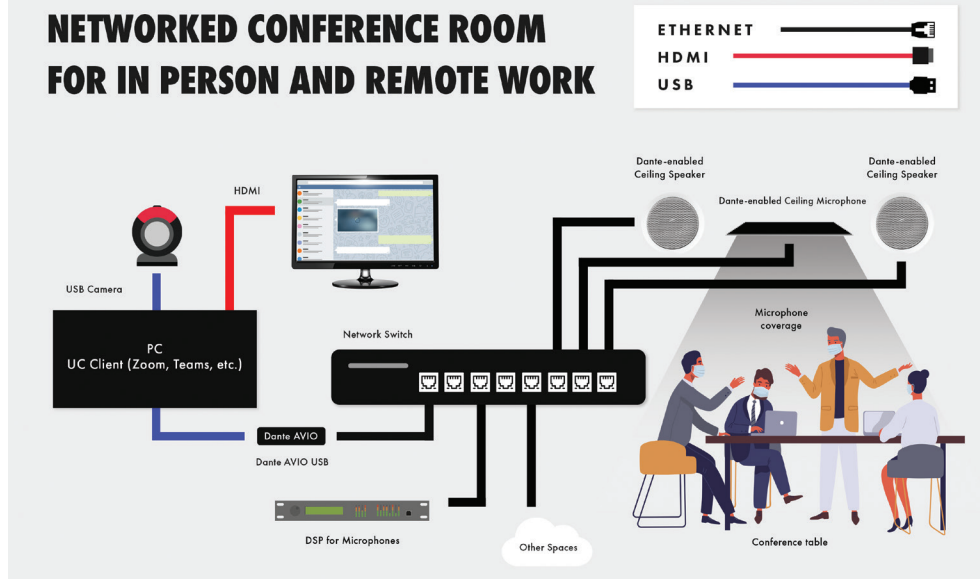 NETWORKED CONFERENCE ROOM
FOR IN PERSON AND REMOTE WORK
ETHERNET
HDMI
USB
Dante-enabled
Ceiling Speaker
Dante-enabled
Ceiling Speaker
HDMI
Dante-enabled Ceiling Microphone
USB Camera
Microphone
coverage
Network Switch
PC
UC Client (Zoom, Teams, etc.)
Dante AVIO
Dante AVIO USB
DSP for Microphones
Other Spaces
Conference table